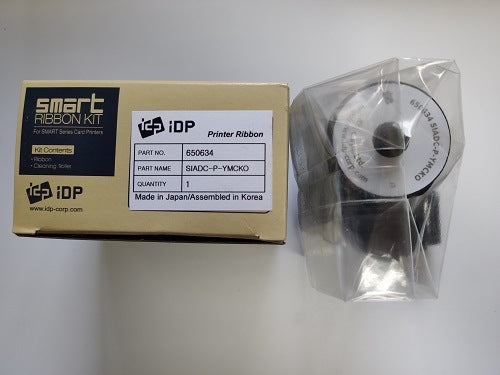 smart
RIBBON KIT
For SMART Series Card Printers
Kit Contents
· Ribbon
· Cleaning Roller
iDP
www.idp-corp.com
iDP
Printer Ribbon
PART NO. 650634
PART NAME SIADC-P-YMCKO
QUANTITY 1
Made in Japan/Assembled in Korea
650634 SIADC-P-YMCKO